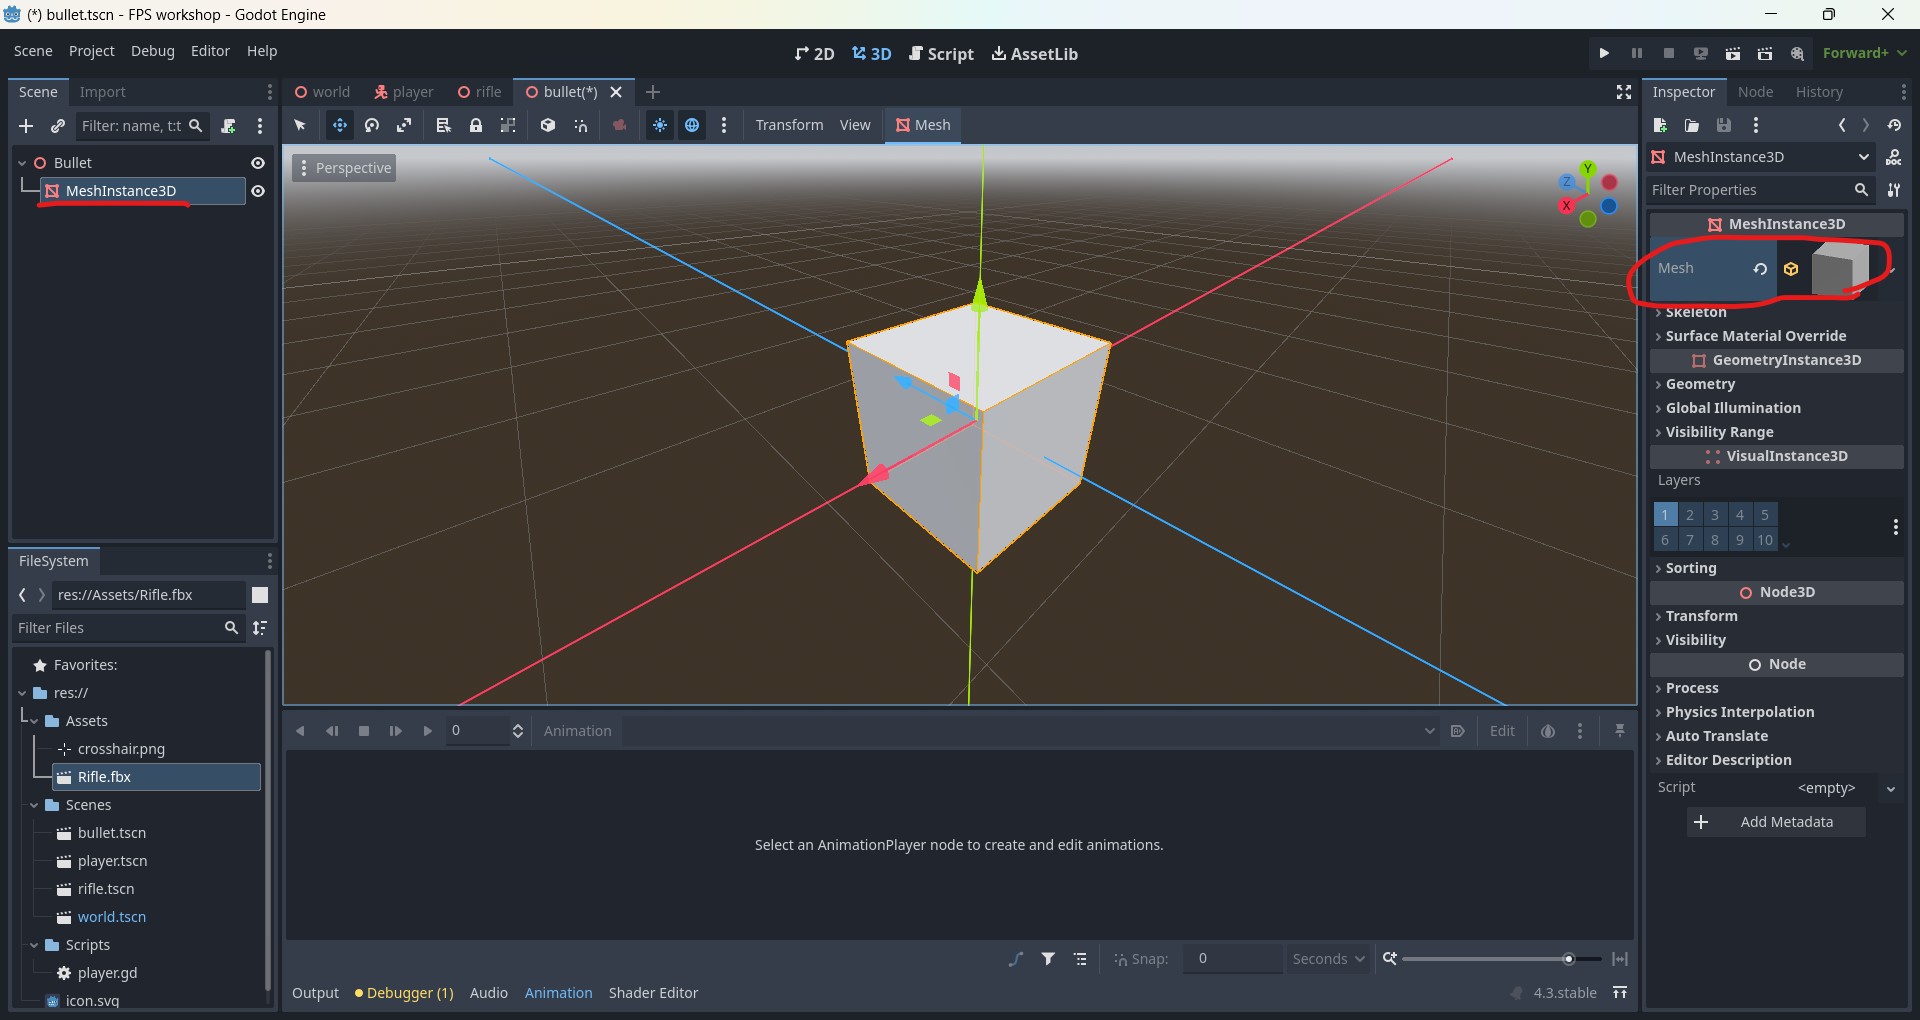 (*) bullet.tscn - FPS workshop - Godot Engine
Scene Project Debug Editor Help
2D 3D Script AssetLib
Forward+
Scene Import
world player rifle bullet(*)
Inspector Node History
Filter: name, t:t
Transform View Mesh
Bullet
MeshInstance3D
Perspective
Y
Z
X
MeshInstance3D
Filter Properties
MeshInstance3D
Mesh
Skeleton
Surface Material Override
GeometryInstance3D
Geometry
Global Illumination
Visibility Range
VisualInstance3D
Layers
1 2 3 4 5
6 7 8 9 10
Sorting
Node3D
Transform
Visibility
Node
Process
Physics Interpolation
Auto Translate
Editor Description
Script <empty>
Add Metadata
FileSystem
res://Assets/Rifle.fbx
Filter Files
Favorites:
res://
Assets
crosshair.png
Rifle.fbx
Scenes
bullet.tscn
player.tscn
rifle.tscn
world.tscn
Scripts
player.gd
icon.svg
0 Animation Edit
Select an AnimationPlayer node to create and edit animations.
Snap: 0 Seconds
Output Debugger (1) Audio Animation Shader Editor
4.3.stable